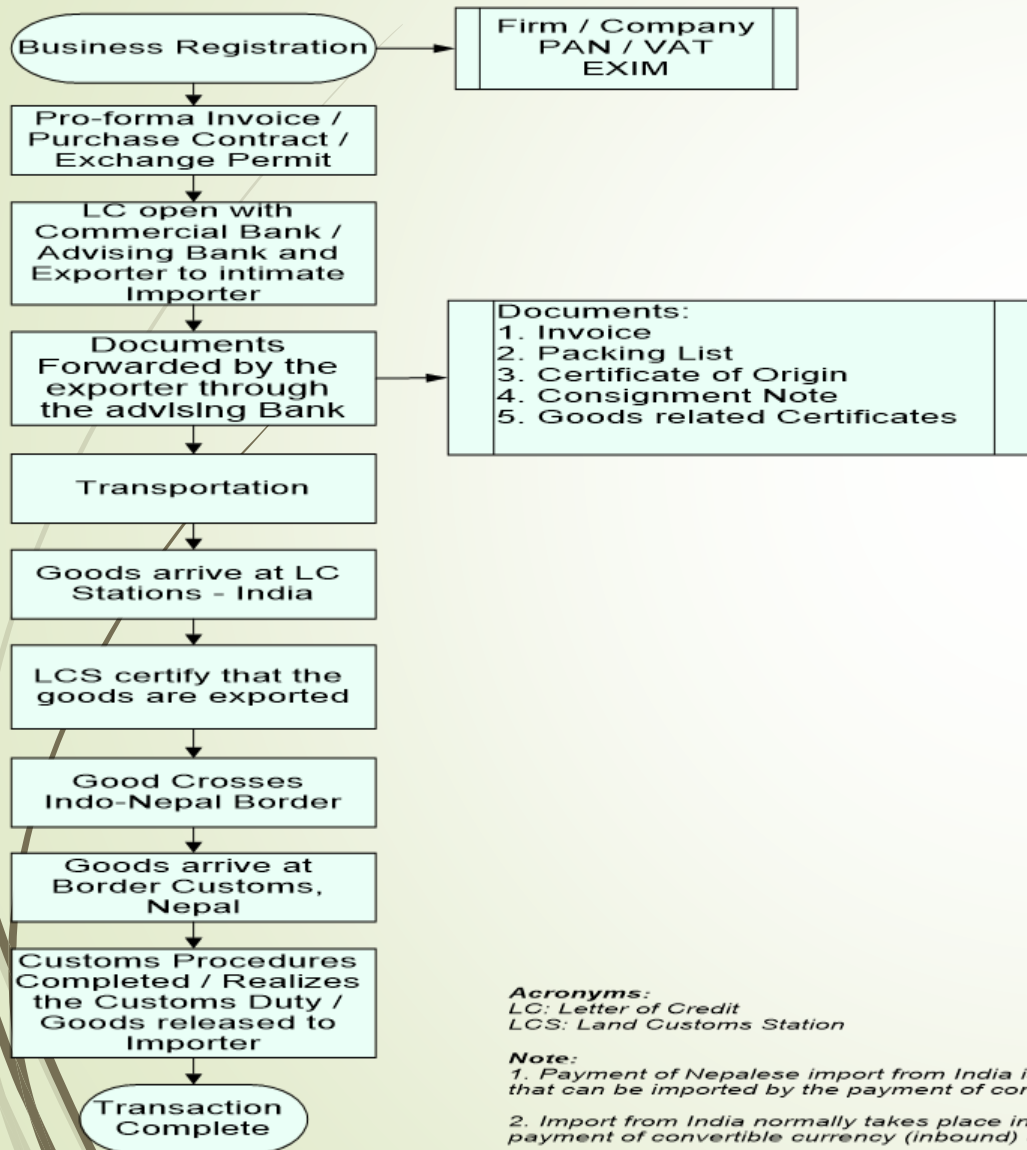 Business Registration
Firm / Company
PAN / VAT
EXIM
Pro-forma Invoice /
Purchase Contract /
Exchange Permit
LC open with
Commercial Bank /
Advising Bank and
Exporter to intimate
Importer
Documents
Forwarded by the
exporter through
the advising Bank
Documents:
1. Invoice
2. Packing List
3. Certificate of Origin
4. Consignment Note
5. Goods related Certificates
Transportation
Goods arrive at LC
Stations - India
LCS certify that the
goods are exported
Good Crosses
Indo-Nepal Border
Goods arrive at
Border Customs,
Nepal
Customs Procedures
Completed / Realizes
the Customs Duty /
Goods released to
Importer
Transaction
Complete
Acronyms:
LC: Letter of Credit
LCS: Land Customs Station
Note:
1. Payment of Nepalese import from India
that can be imported by the payment of
2. Import from India normally takes place in
payment of convertible currency (inbound)